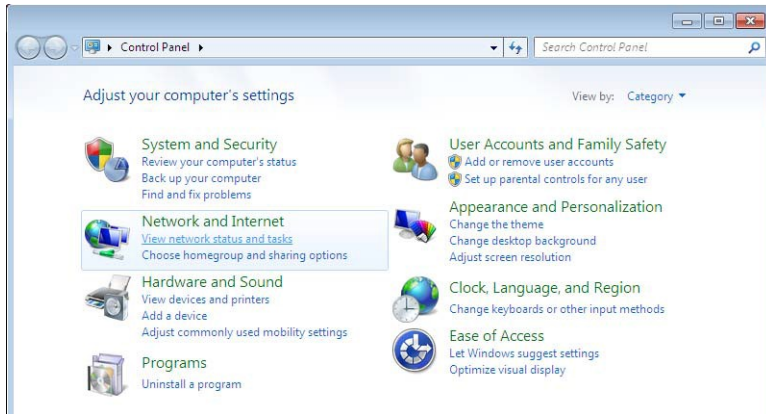 Control Panel
Search Control Panel
Adjust your computer's settings
View by: Category
System and Security
Review your computer's status
Back up your computer
Find and fix problems
Network and Internet
View network status and tasks
Choose homegroup and sharing options
Hardware and Sound
View devices and printers
Add a device
Adjust commonly used mobility settings
Programs
Uninstall a program
User Accounts and Family Safety
Add or remove user accounts
Set up parental controls for any user
Appearance and Personalization
Change the theme
Change desktop background
Adjust screen resolution
Clock, Language, and Region
Change keyboards or other input methods
Ease of Access
Let Windows suggest settings
Optimize visual display